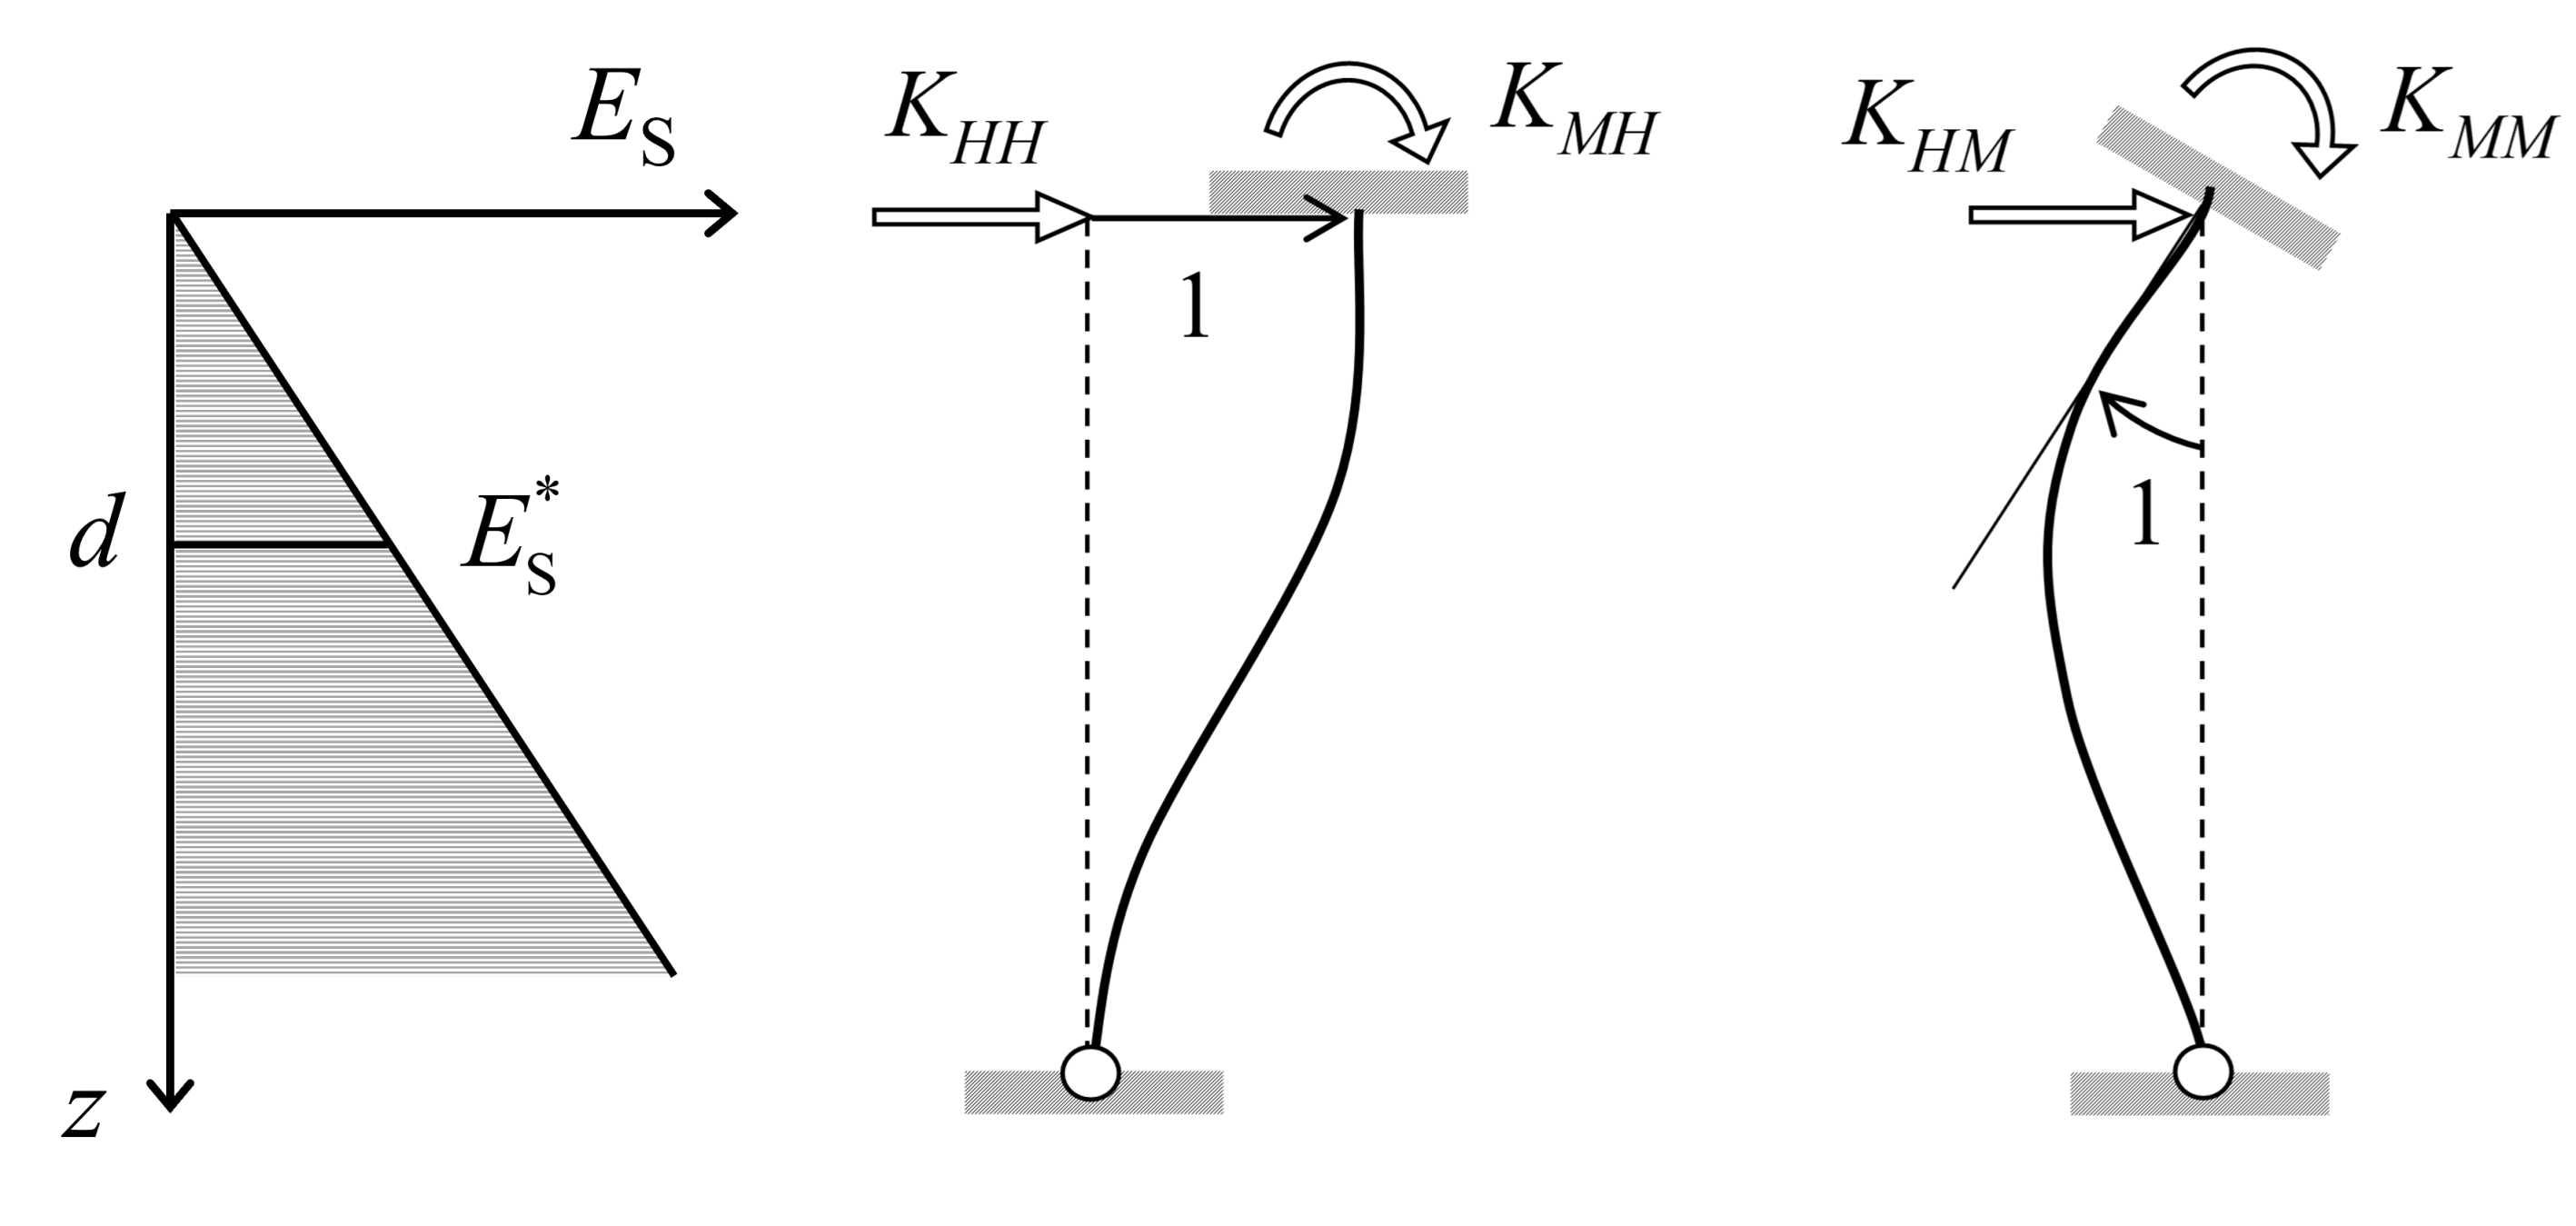 E_S
d
E_S^*
z
K_HH
K_MH
1
K_HM
K_MM
1